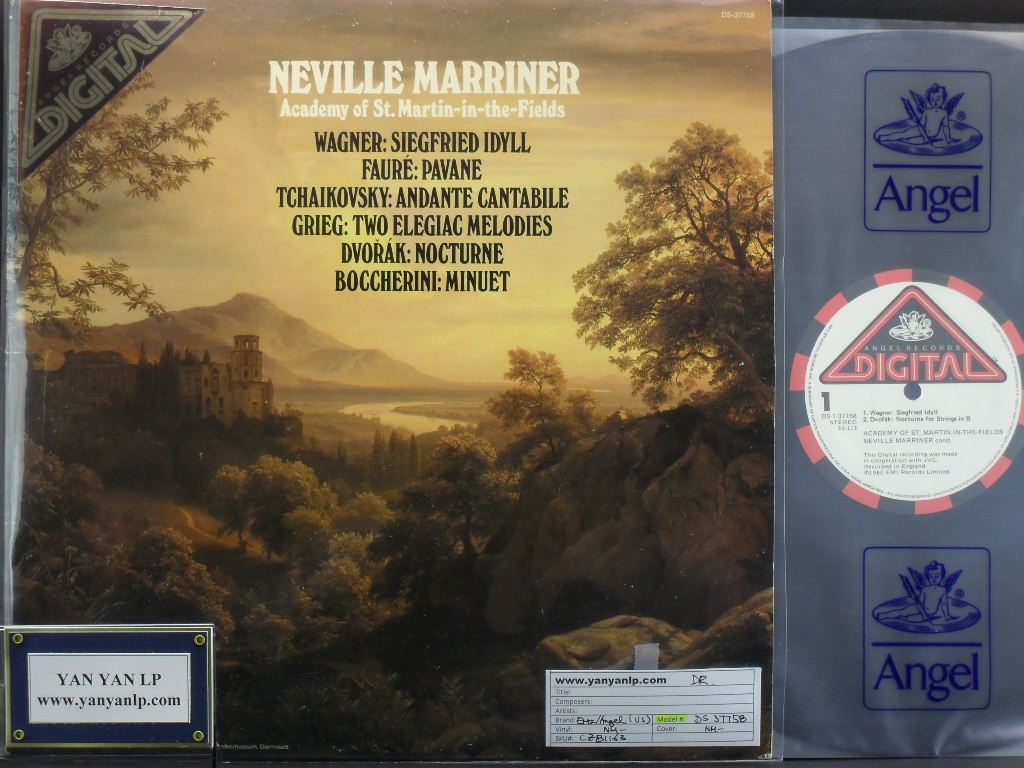 DS-37758
ANGEL RECORDS
DIGITAL
NEVILLE MARRINER
Academy of St. Martin-in-the-Fields
WAGNER: SIEGFRIED IDYLL
FAURÉ: PAVANE
TCHAIKOVSKY: ANDANTE CANTABILE
GRIEG: TWO ELEGIAC MELODIES
DVOŘÁK: NOCTURNE
BOCCHERINI: MINUET
YAN YAN LP
www.yanyanlp.com
Darmstadt
www.yanyanlp.com DR
Title:
Composers:
Artists:
Brand: /Angel (US) Model #: DS 37758
Vinyl: NM- Cover: NM-
SKU#: CZB1163
®
Angel
ANGEL RECORDS
DIGITAL
1
DS-1-37758
STEREO
33-1/3
1. Wagner: Siegfried Idyll
2. Dvořák: Nocturne for Strings in B
ACADEMY OF ST. MARTIN-IN-THE-FIELDS
NEVILLE MARRINER cond.
This Digital recording was made
in cooperation with JVC.
Recorded in England
℗1980 EMI Records Limited
®
Angel